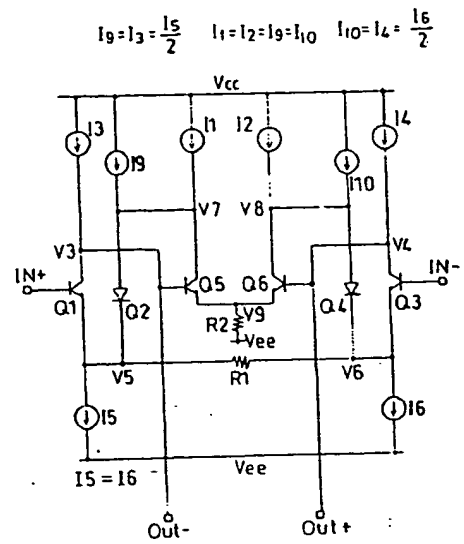 I9=I3=I5/2 I1=I2=I9=I10 I10=I4=I6/2
Vcc
I3 I1 I2 I4
I9 I10
V7 V8
V3 V4
IN+ IN-
Q1 Q2 Q5 Q6 Q4 Q3
V9
R2
Vee
V5 R1 V6
I5 I6
Vee
I5=I6
Out- Out+